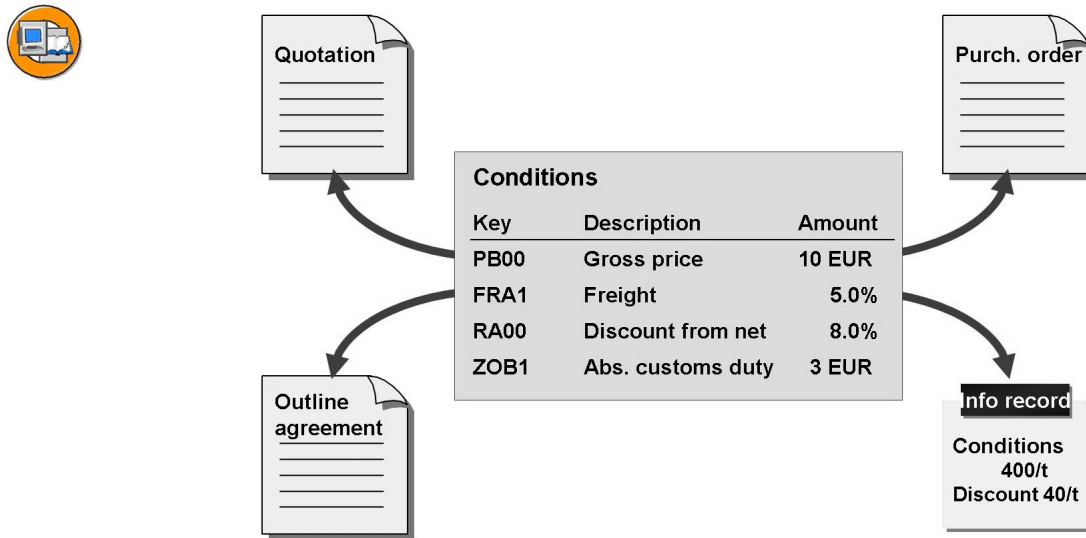 Quotation
Purch. order
Conditions
Key Description Amount
PB00 Gross price 10 EUR
FRA1 Freight 5.0%
RA00 Discount from net 8.0%
ZOB1 Abs. customs duty 3 EUR
Outline
agreement
Info record
Conditions
400/t
Discount 40/t